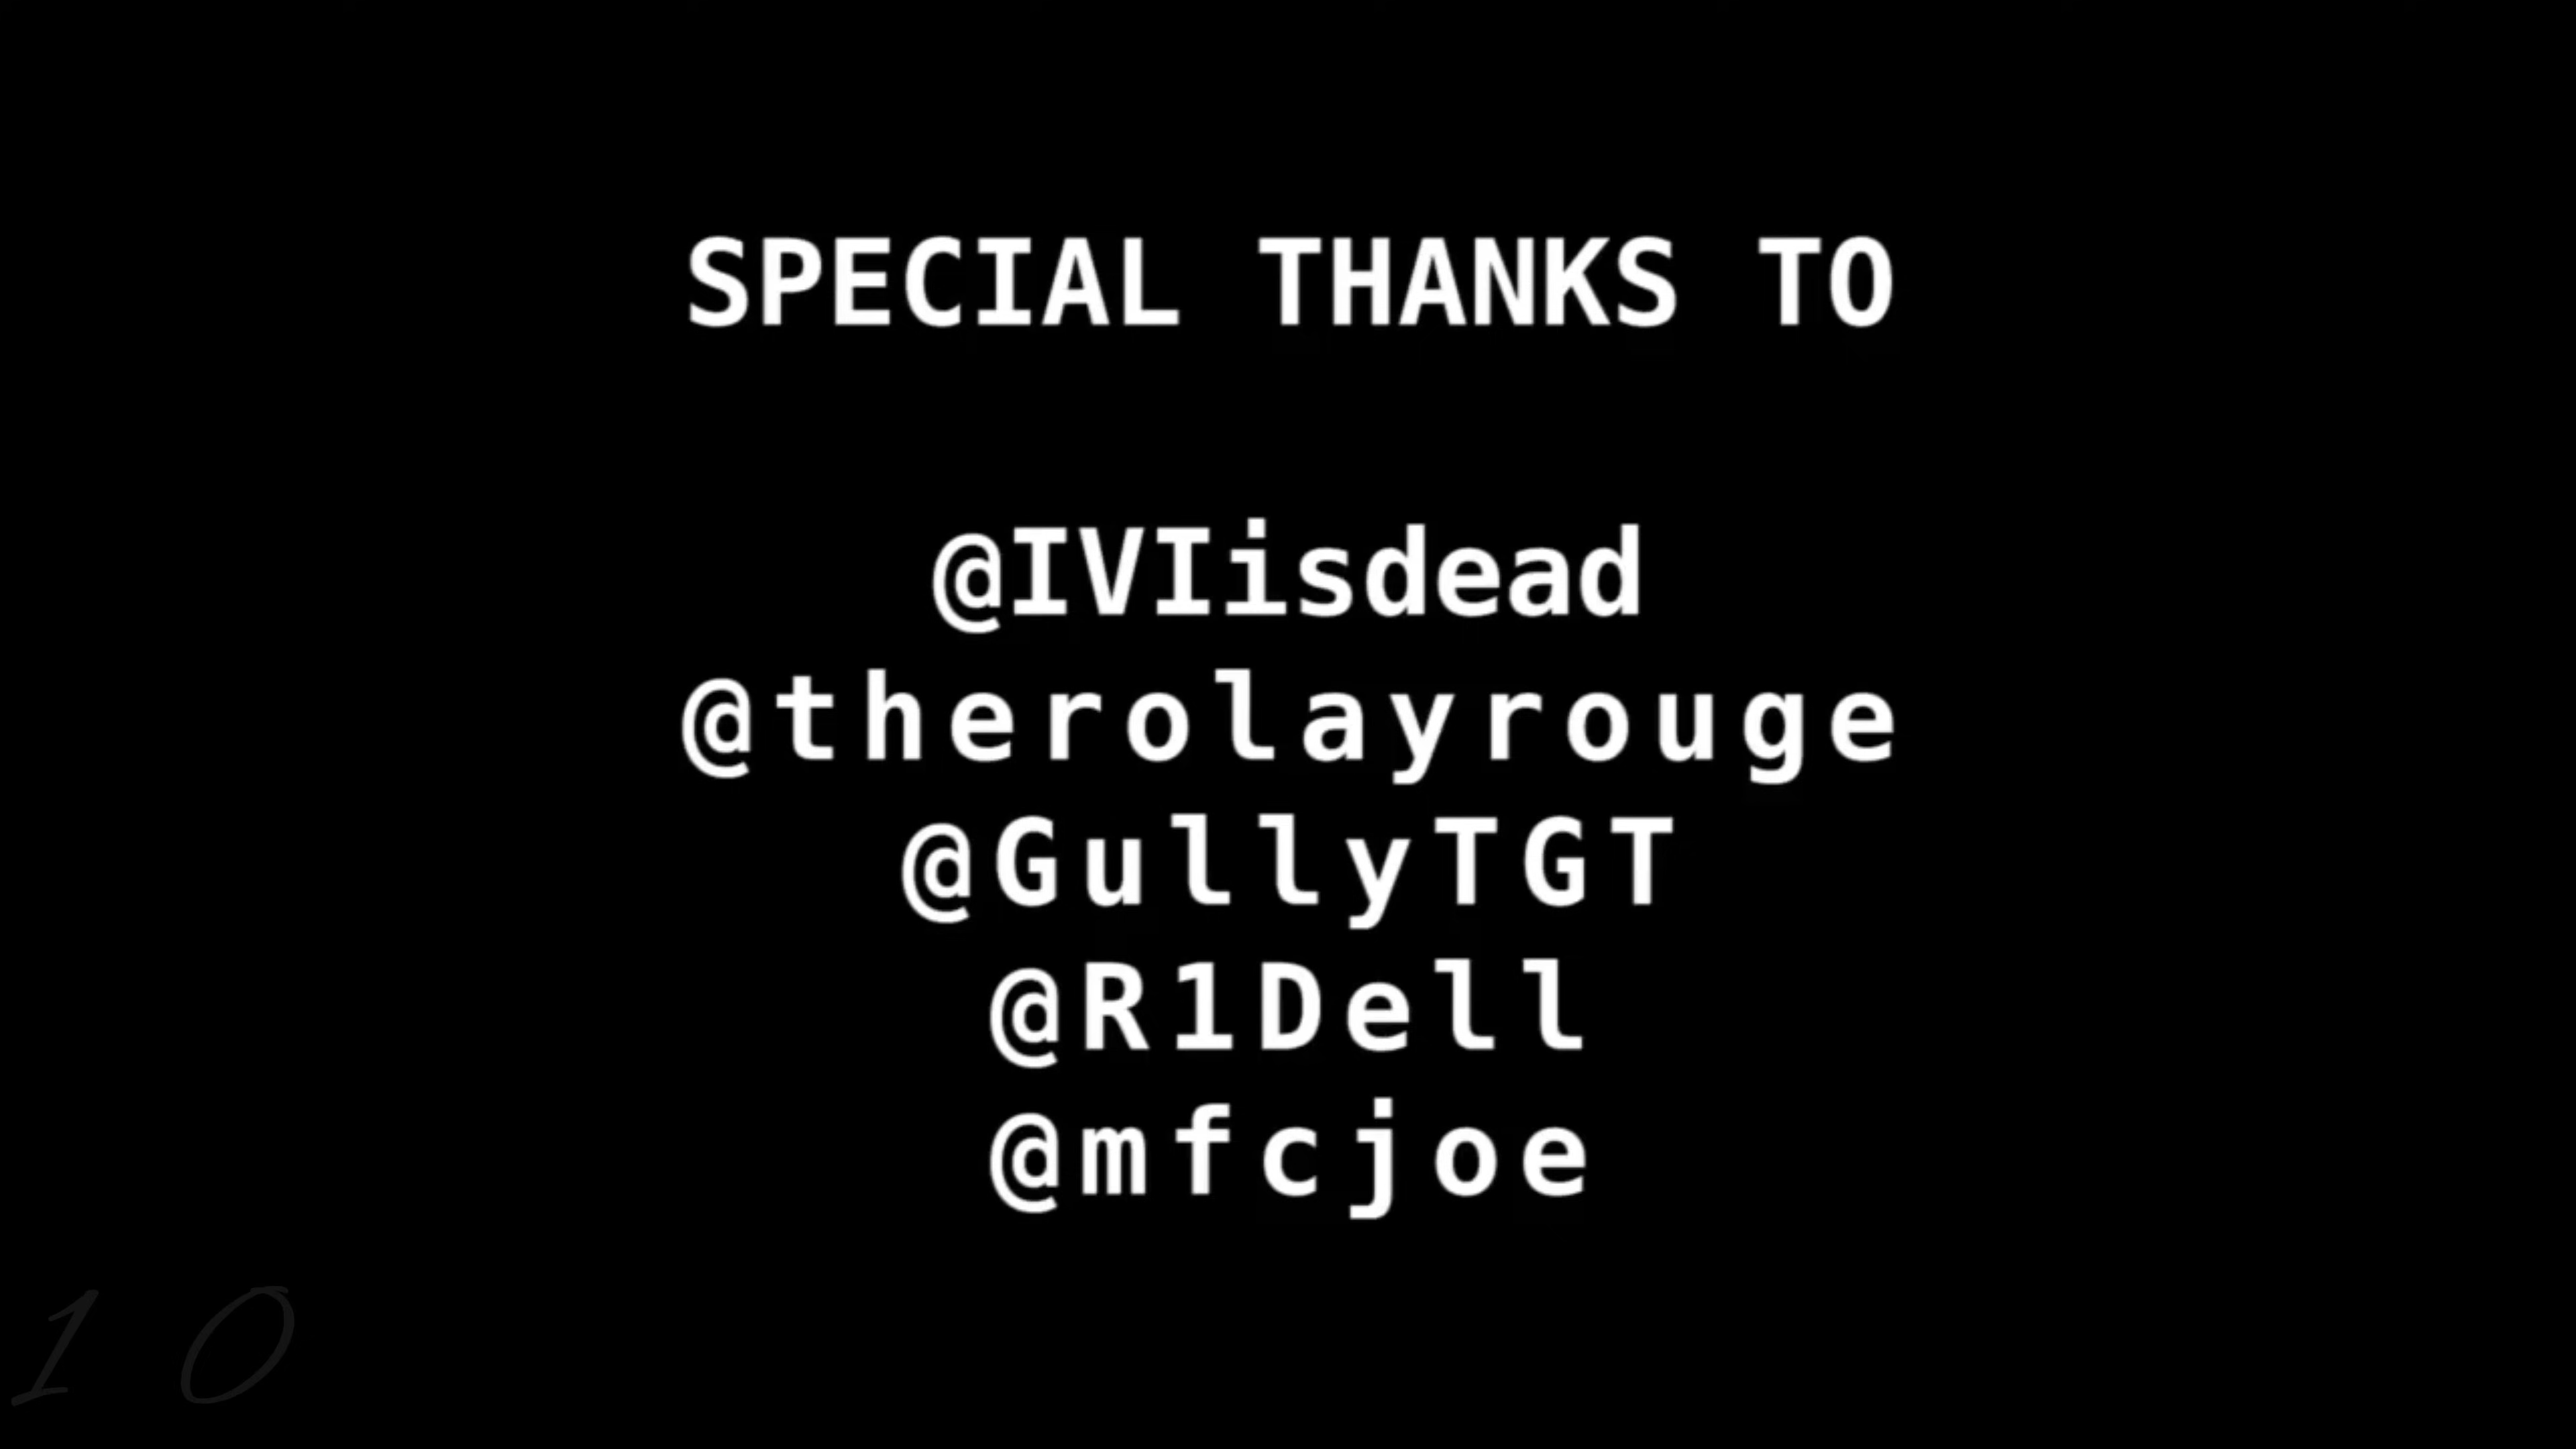 SPECIAL THANKS TO
@IVIisdead
@therolayrouge
@GullyTGT
@R1Dell
@mfcjoe
10